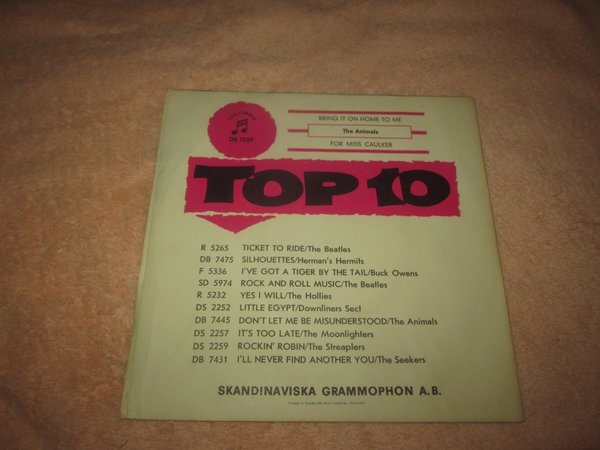 COLUMBIA
DB 7539
BRING IT ON HOME TO ME
The Animals
FOR MISS CAULKER
TOP 10
R 5265 TICKET TO RIDE/The Beatles
DB 7475 SILHOUETTES/Herman's Hermits
F 5336 I'VE GOT A TIGER BY THE TAIL/Buck Owens
SD 5974 ROCK AND ROLL MUSIC/The Beatles
R 5232 YES I WILL/The Hollies
DS 2252 LITTLE EGYPT/Downliners Sect
DB 7445 DON'T LET ME BE MISUNDERSTOOD/The Animals
DS 2257 IT'S TOO LATE/The Moonlighters
DS 2259 ROCKIN' ROBIN/The Streaplers
DB 7431 I'LL NEVER FIND ANOTHER YOU/The Seekers
SKANDINAVISKA GRAMMOPHON A.B.